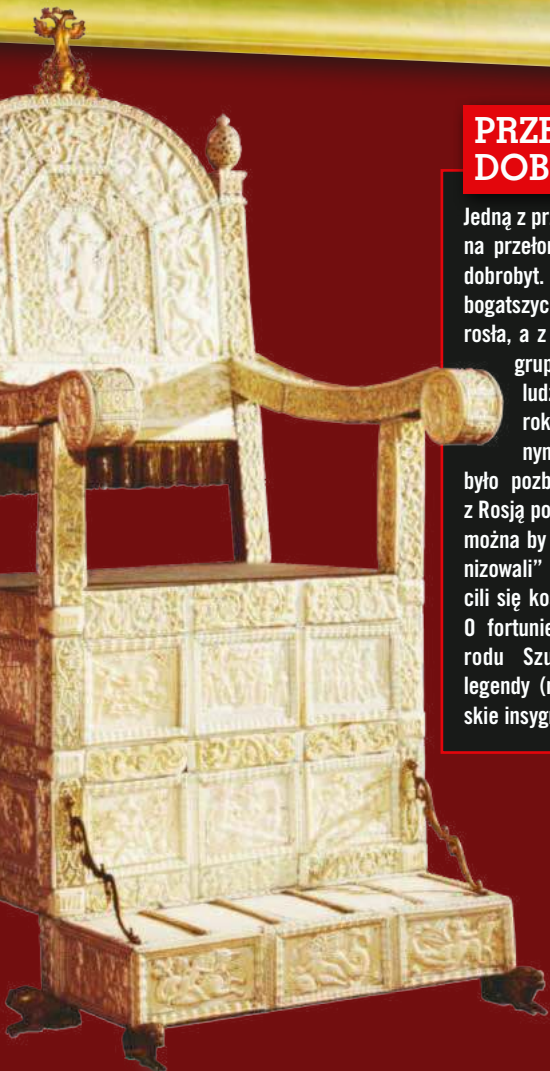 PRZE
DOB
Jedną z pr
na przełor
dobrobyt.
bogatszyc
rosła, a z
grup
ludz
rok
nym
było pozb
z Rosją po
można by
nizowali”
cili się ko
O fortunie
rodu Szu
legendy (r
skie insygr